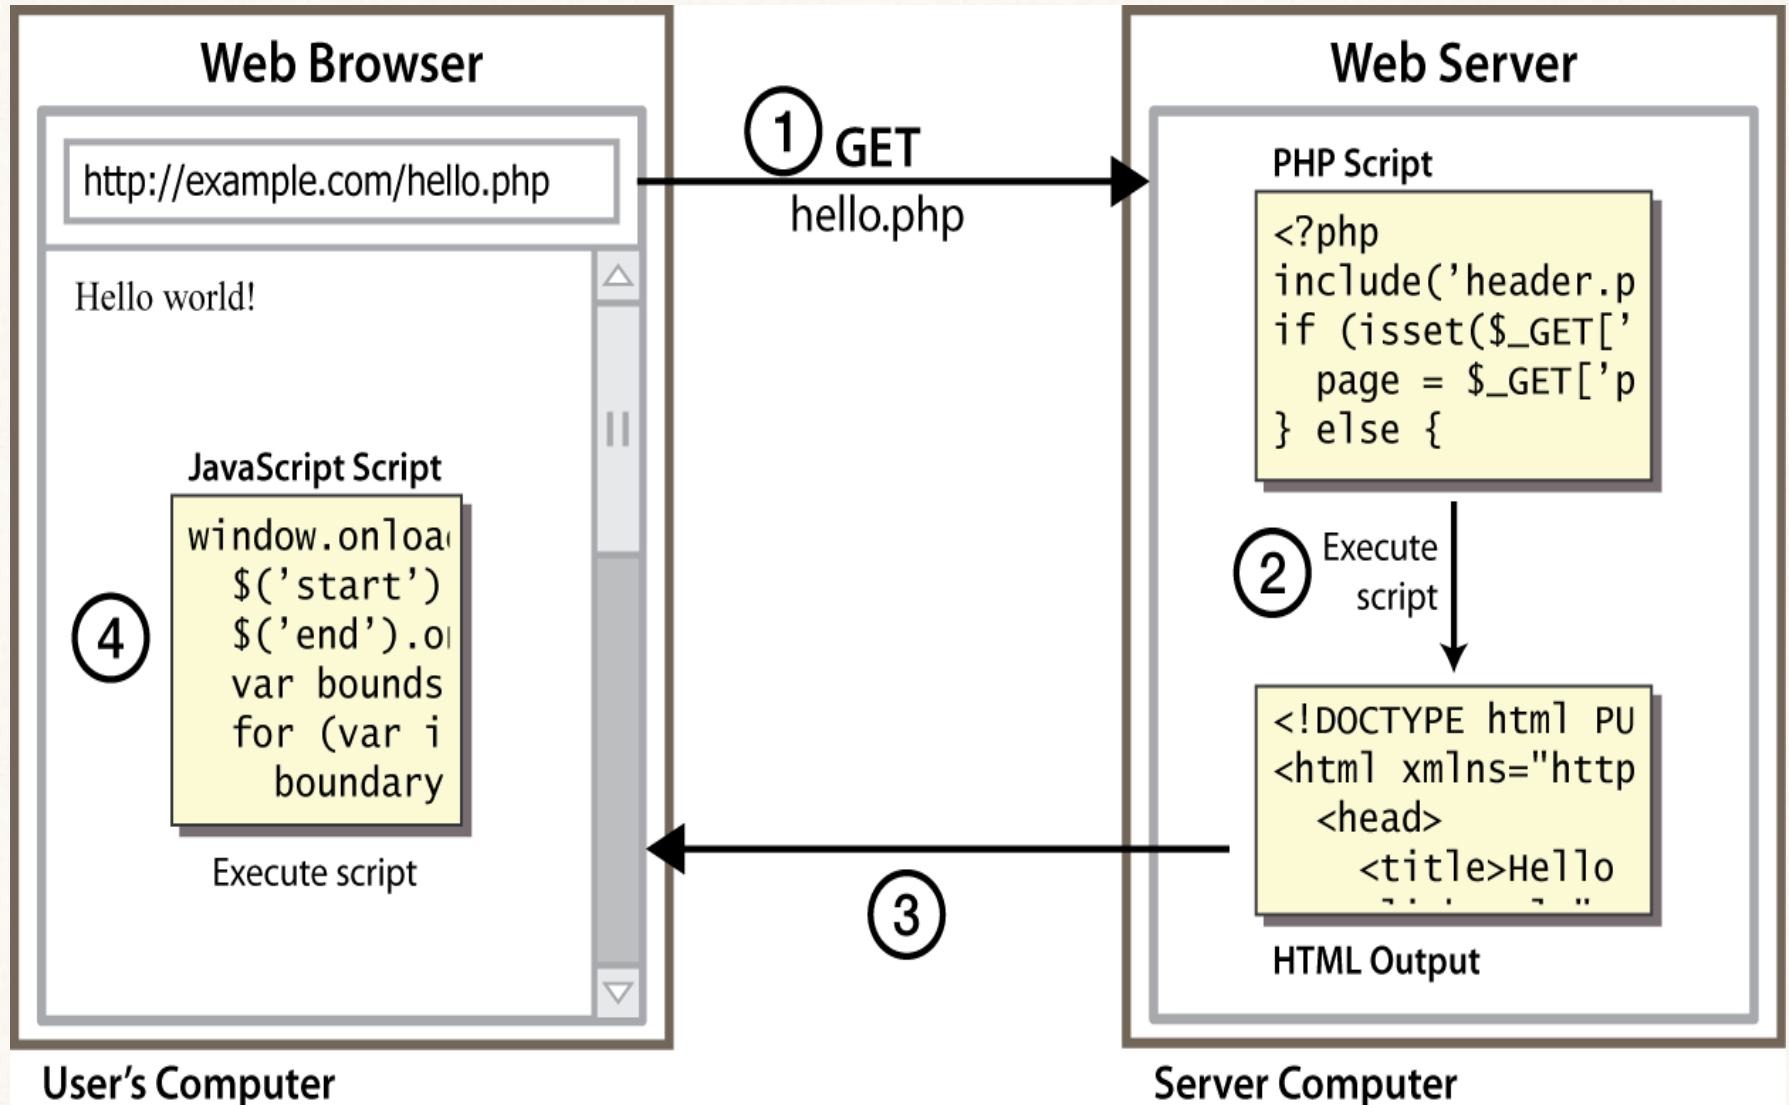 Web Browser
http://example.com/hello.php
Hello world!
JavaScript Script
window.onloa
$('start')
$('end').o
var bounds
for (var i
boundary
4
Execute script
User's Computer
1
GET
hello.php
3
Web Server
PHP Script
<?php
include('header.p
if (isset($_GET['
page = $_GET['p
} else {
2
Execute
script
<!DOCTYPE html PU
<html xmlns="http
<head>
<title>Hello
HTML Output
Server Computer